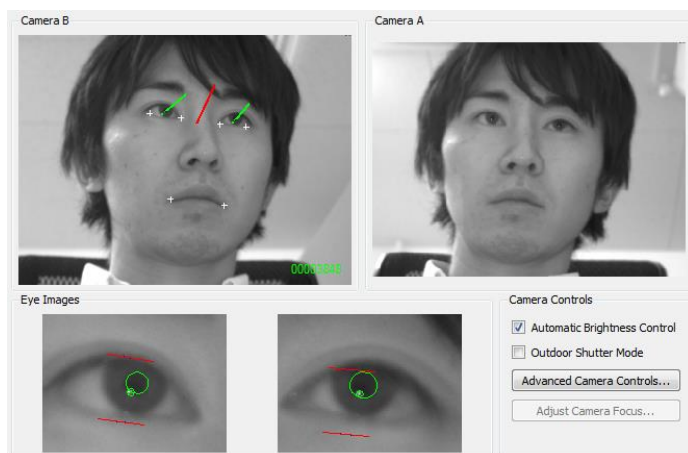 Camera B
Camera A
Eye Images
Camera Controls
Automatic Brightness Control
Outdoor Shutter Mode
Advanced Camera Controls...
Adjust Camera Focus...